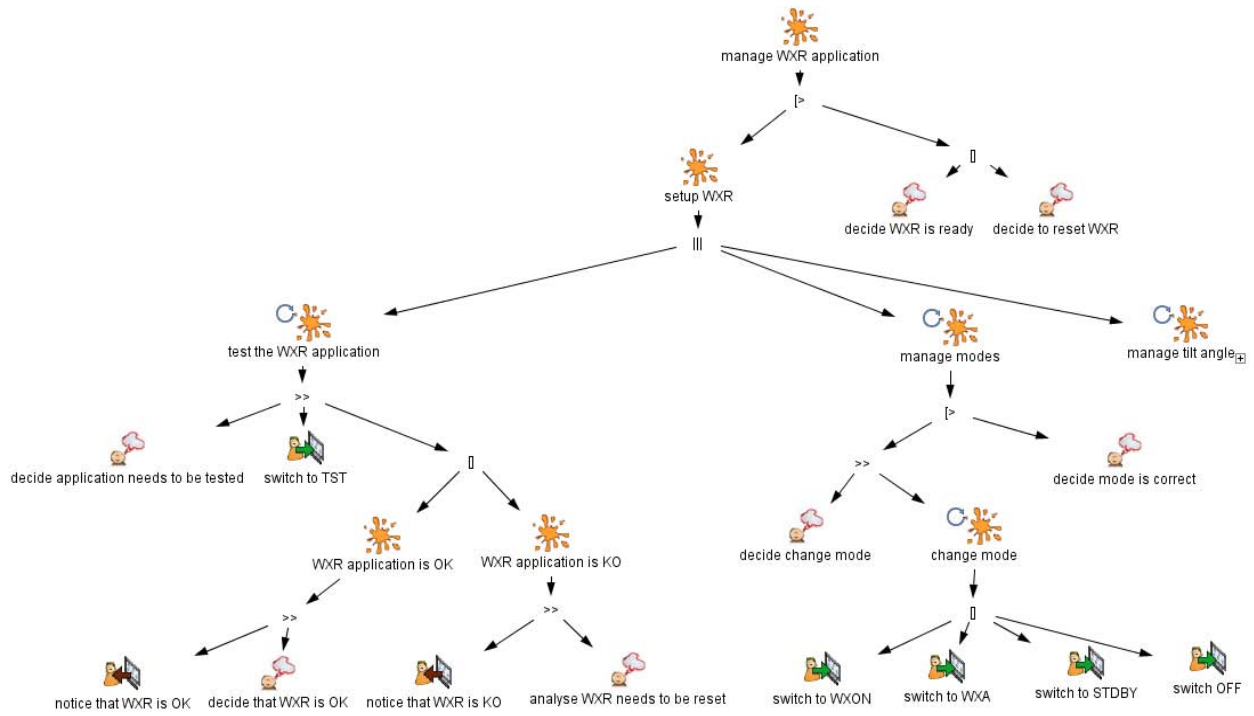 manage WXR application
[>
[]
setup WXR
decide WXR is ready
decide to reset WXR
|||
test the WXR application
manage modes
manage tilt angle
>>
[>
decide application needs to be tested
switch to TST
[]
>>
decide mode is correct
WXR application is OK
WXR application is KO
decide change mode
change mode
>>
>>
[]
notice that WXR is OK
decide that WXR is OK
notice that WXR is KO
analyse WXR needs to be reset
switch to WXON
switch to WXA
switch to STDBY
switch OFF